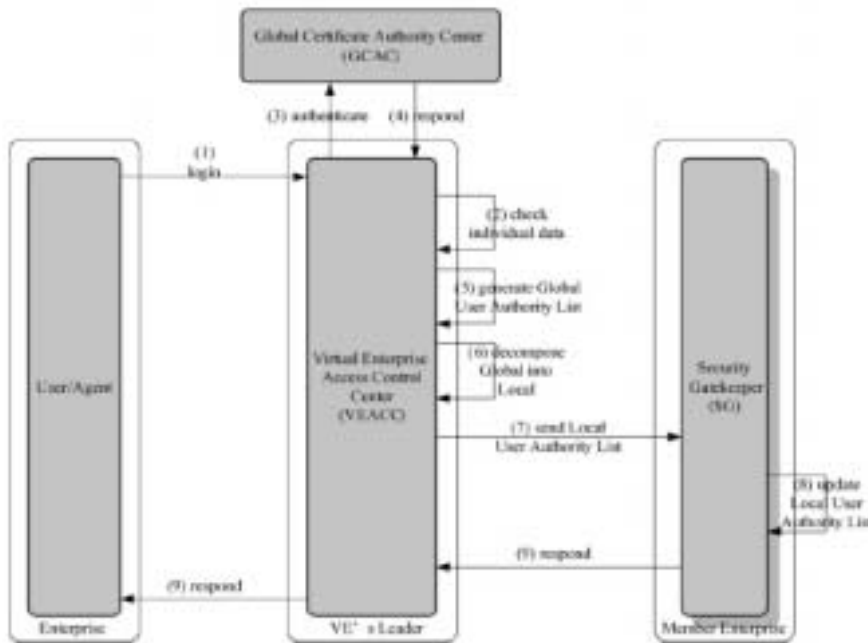 Global Certificate Authority Center
(GCAC)
(3) authenticate
(4) respond
(1)
login
(2) check
individual data
(5) generate Global
User Authority List
(6) decompose
Global into
Local
User/Agent
Virtual Enterprise
Access Control
Center
(VEACC)
Security
Gatekeeper
(SG)
(7) send Local
User Authority List
(8) update
Local User
Authority Lis
(9) respond
(9) respond
Enterprise
VE' s Leader
Member Enterprise